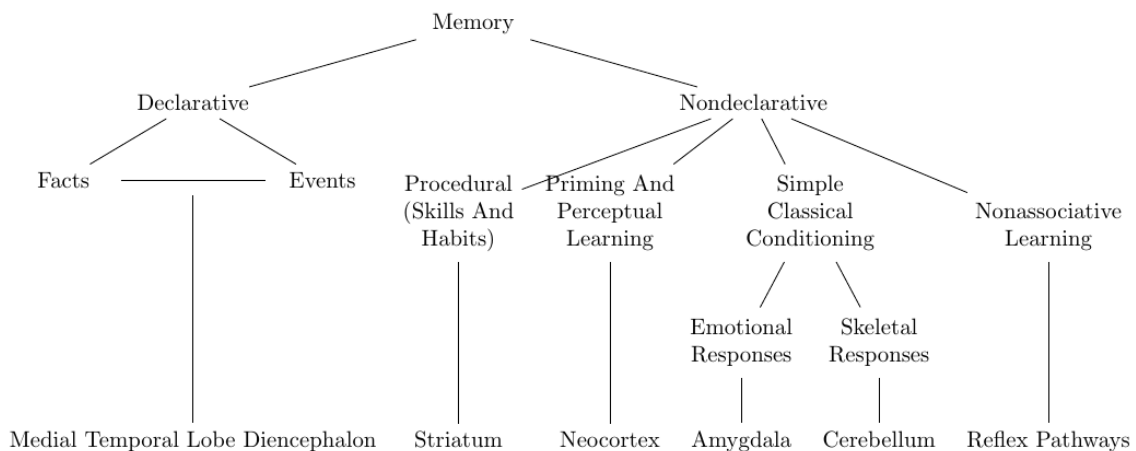 Memory
Declarative
Nondeclarative
Facts
Events
Procedural
(Skills And
Habits)
Priming And
Perceptual
Learning
Simple
Classical
Conditioning
Nonassociative
Learning
Emotional
Responses
Skeletal
Responses
Medial Temporal Lobe Diencephalon
Striatum
Neocortex
Amygdala
Cerebellum
Reflex Pathways